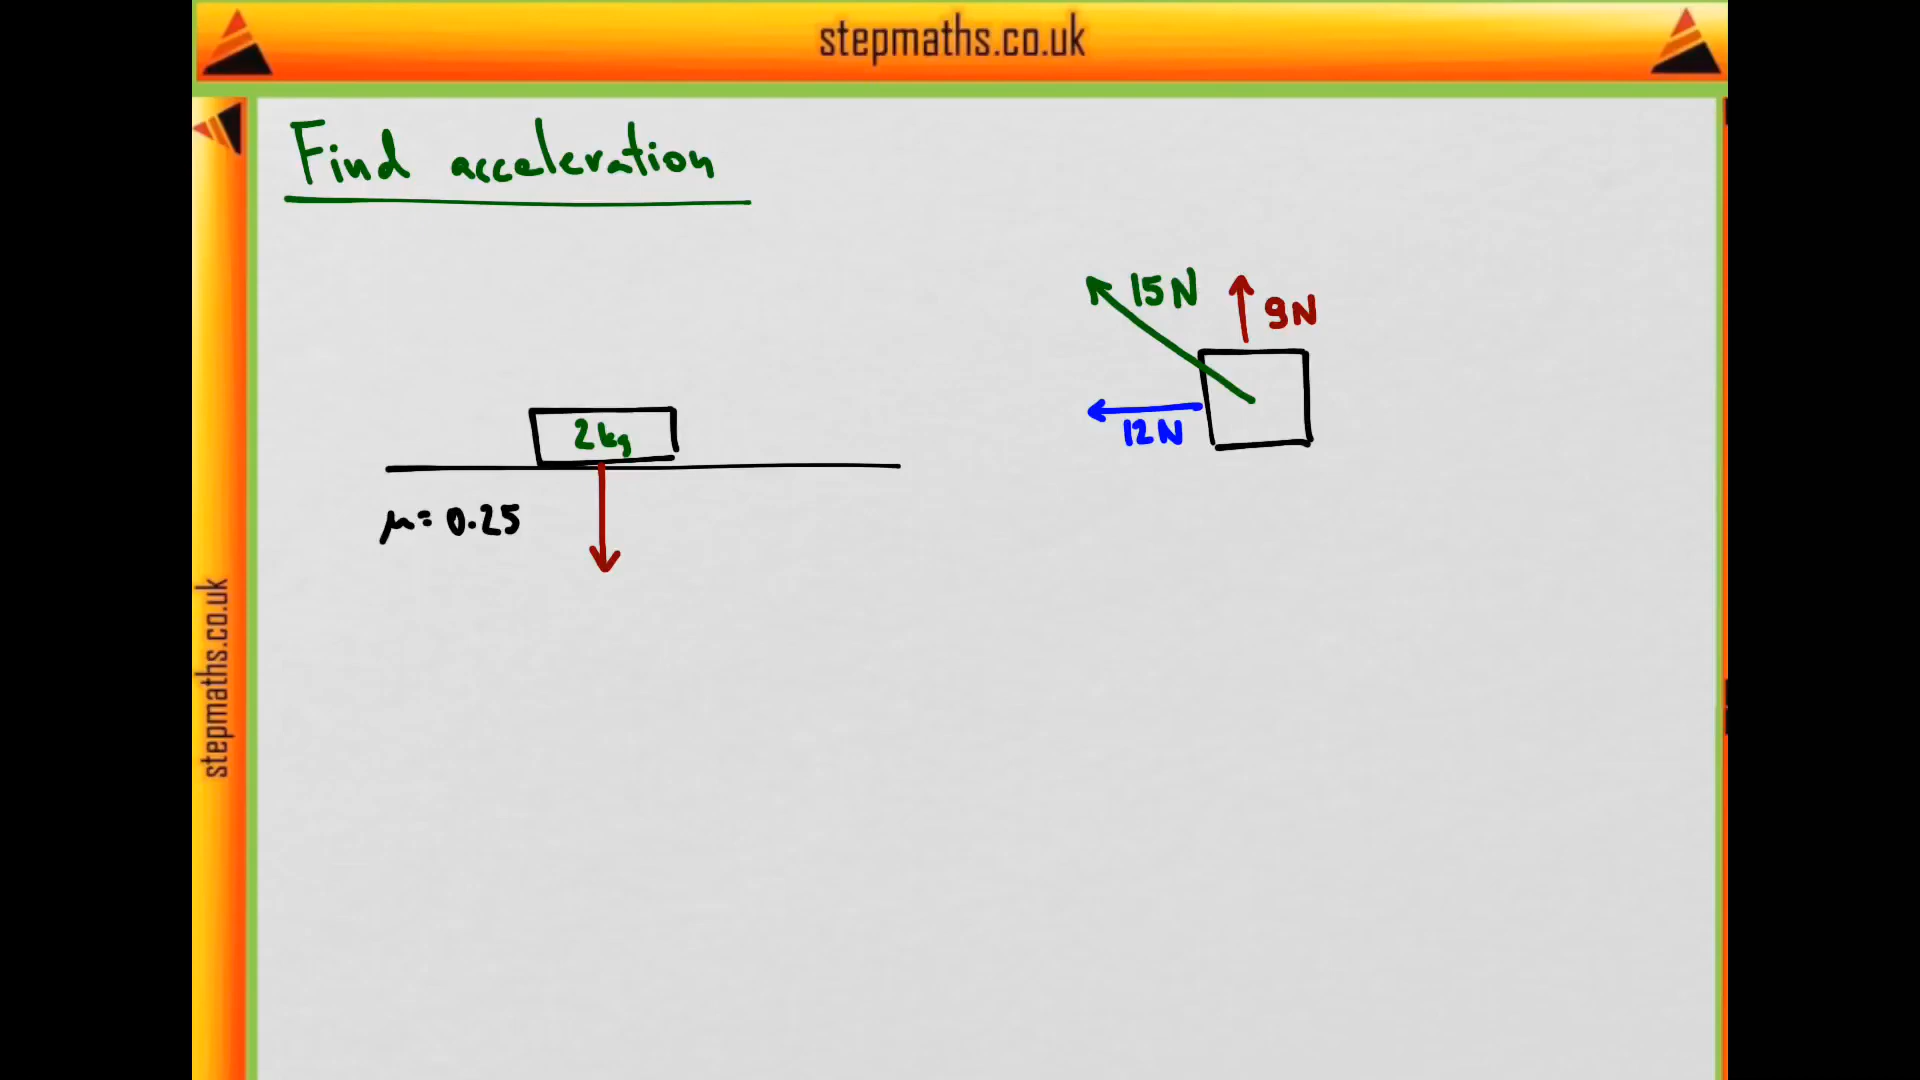 stepmaths.co.uk
stepmaths.co.uk
Find acceleration
15N
9N
12N
2kg
μ = 0.25